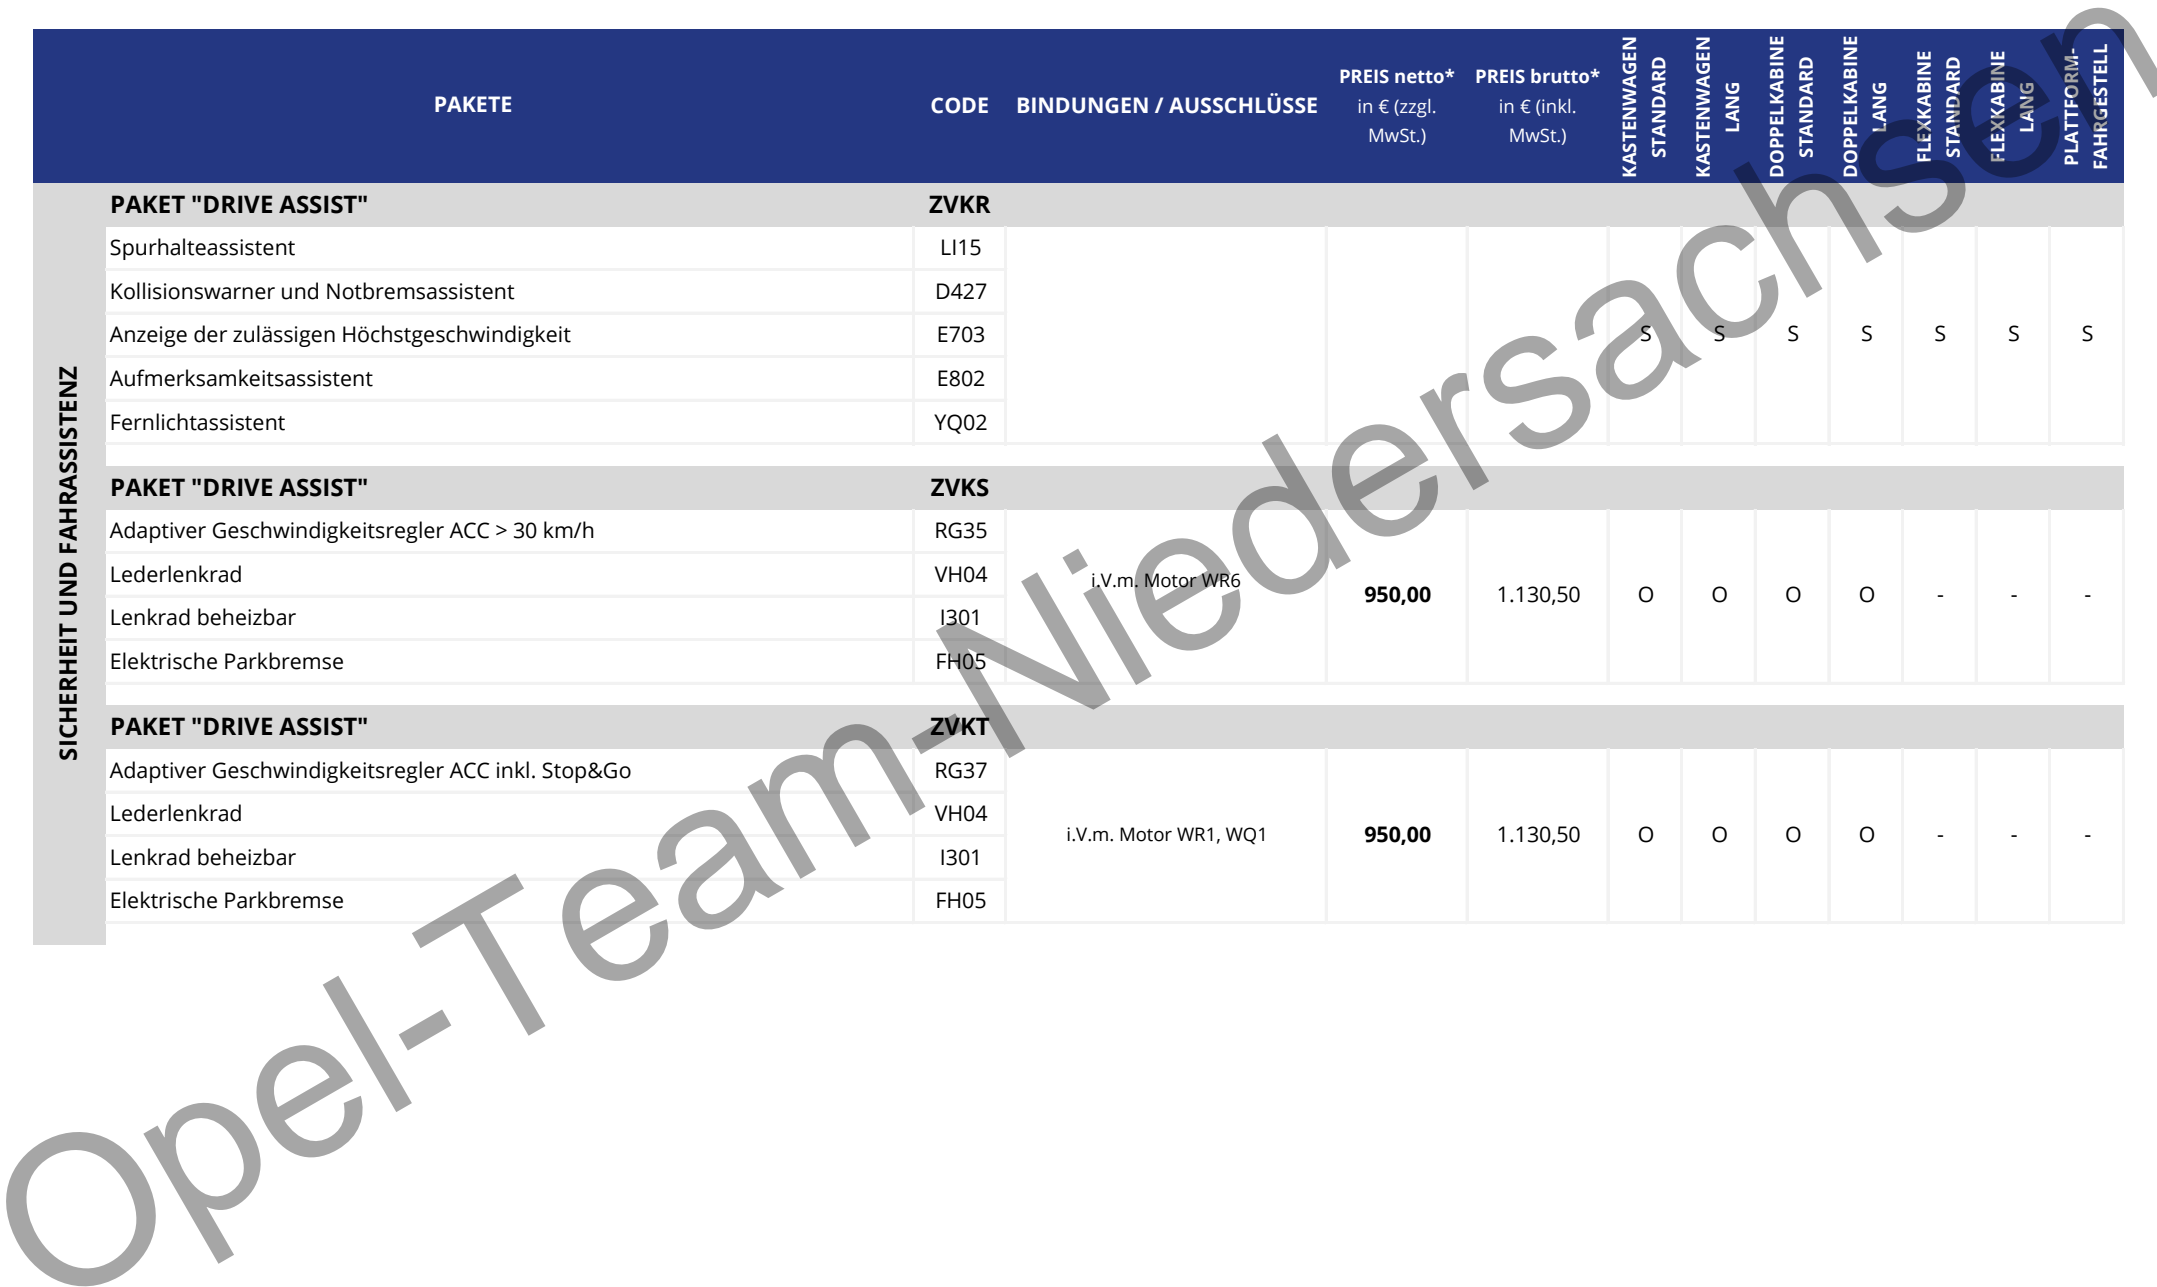 PAKETE CODE BINDUNGEN / AUSSCHLÜSSE PREIS netto* in € (zzgl. MwSt.) PREIS brutto* in € (inkl. MwSt.) KASTENWAGEN STANDARD KASTENWAGEN LANG DOPPELKABINE STANDARD DOPPELKABINE LANG FLEXKABINE STANDARD FLEXKABINE LANG PLATTFORM-FAHRGESTELL
SICHERHEIT UND FAHRASSISTENZ
PAKET "DRIVE ASSIST" ZVKR
Spurhalteassistent LI15
Kollisionswarner und Notbremsassistent D427
Anzeige der zulässigen Höchstgeschwindigkeit E703 S S S S S S S
Aufmerksamkeitsassistent E802
Fernlichtassistent YQ02
PAKET "DRIVE ASSIST" ZVKS
Adaptiver Geschwindigkeitsregler ACC > 30 km/h RG35
Lederlenkrad VH04
i.V.m. Motor WR6 950,00 1.130,50 O O O O - - -
Lenkrad beheizbar I301
Elektrische Parkbremse FH05
PAKET "DRIVE ASSIST" ZVKT
Adaptiver Geschwindigkeitsregler ACC inkl. Stop&Go RG37
Lederlenkrad VH04
i.V.m. Motor WR1, WQ1 950,00 1.130,50 O O O O - - -
Lenkrad beheizbar I301
Elektrische Parkbremse FH05
Opel-Team-Niedersachsen